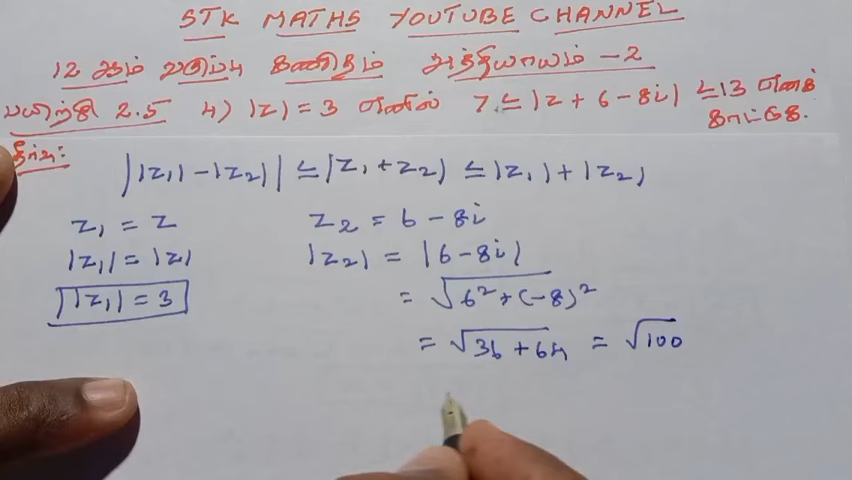 STK MATHS YOUTUBE CHANNEL
12 ஆம் வகுப்பு கணிதம் அத்தியாயம் - 2
பயிற்சி 2.5 4) |z| = 3 எனில் 7 ≤ |z + 6 - 8i| ≤ 13 எனக்
காட்டுக.
தீர்வு:
||z₁| - |z₂|| ≤ |z₁ + z₂| ≤ |z₁| + |z₂|
z₁ = z z₂ = 6 - 8i
|z₁| = |z| |z₂| = |6 - 8i|
|z₁| = 3 = √6² + (-8)²
= √36 + 64 = √100